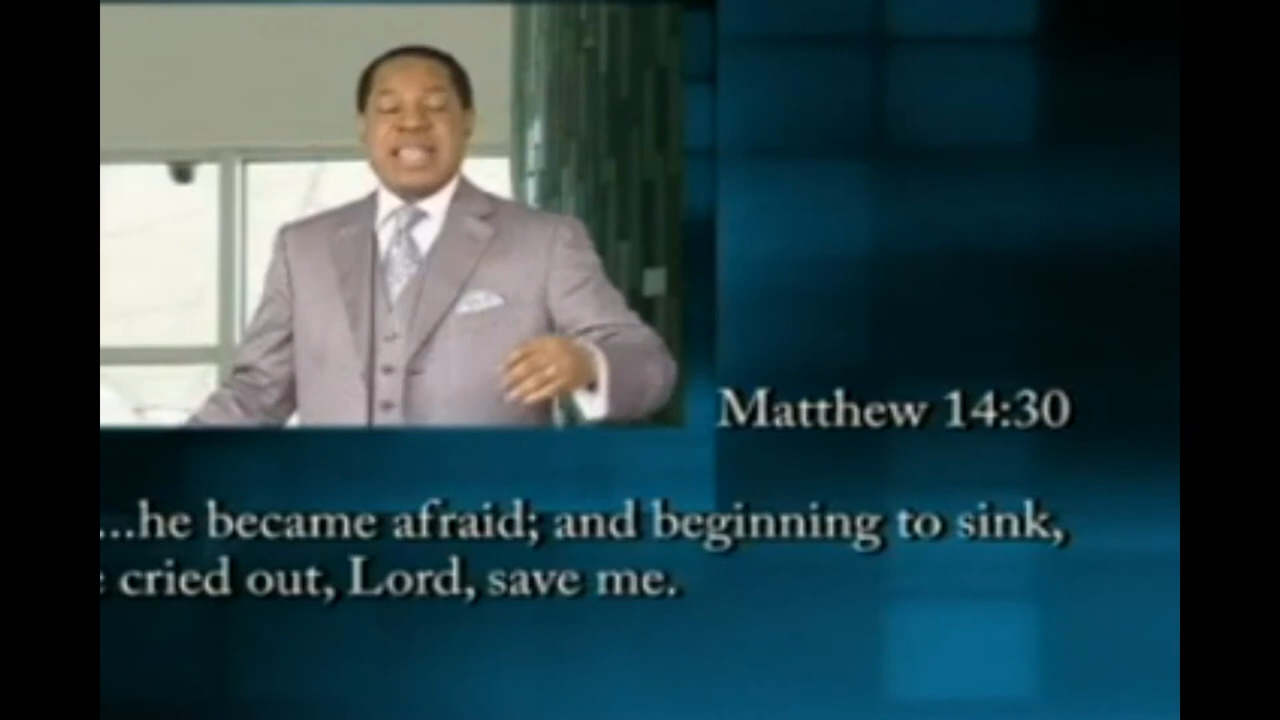 Matthew 14:30
...he became afraid; and beginning to sink,
cried out, Lord, save me.